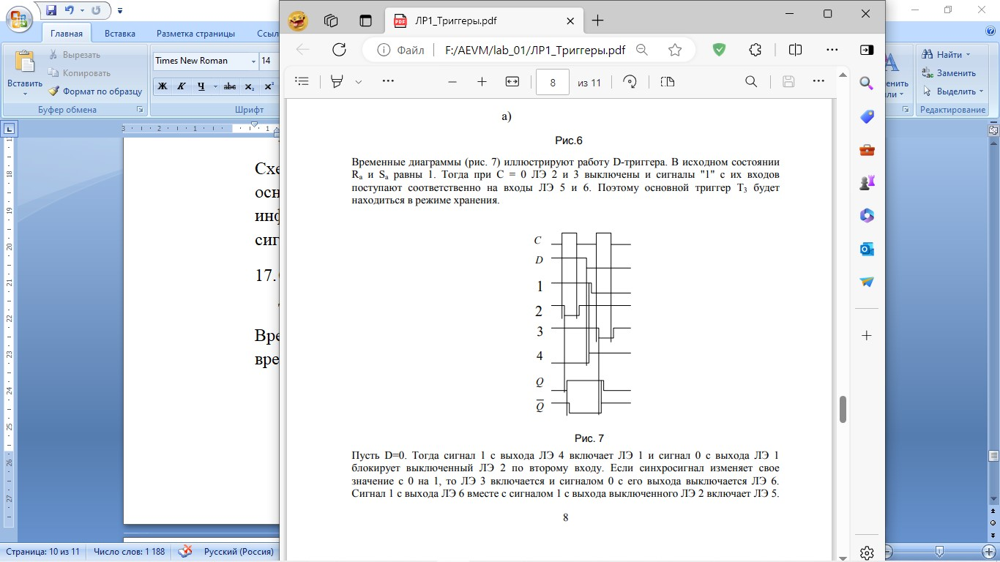 ЛР1_Триггеры.pdf
Главная Вставка Разметка страницы Ссыл
Файл F:/AEVM/lab_01/ЛР1_Триггеры.pdf
Вырезать
Копировать
Формат по образцу
Вставить
Буфер обмена
Times New Roman 14
Ж К Ч abc x₂ x²
Шрифт
8 из 11
Найти
Заменить
Выделить
Редактирование
3 2 1 1
Схе
осн
инф
сиг
17.
Вре
вре
а)
Рис.6
Временные диаграммы (рис. 7) иллюстрируют работу D-триггера. В исходном состоянии
Rₐ и Sₐ равны 1. Тогда при C = 0 ЛЭ 2 и 3 выключены и сигналы "1" с их входов
поступают соответственно на входы ЛЭ 5 и 6. Поэтому основной триггер T₃ будет
находиться в режиме хранения.
C
D
1
2
3
4
Q
Q̅
Рис. 7
Пусть D=0. Тогда сигнал 1 с выхода ЛЭ 4 включает ЛЭ 1 и сигнал 0 с выхода ЛЭ 1
блокирует выключенный ЛЭ 2 по второму входу. Если синхросигнал изменяет свое
значение с 0 на 1, то ЛЭ 3 включается и сигналом 0 с его выхода выключается ЛЭ 6.
Сигнал 1 с выхода ЛЭ 6 вместе с сигналом 1 с выхода выключенного ЛЭ 2 включает ЛЭ 5.
8
Страница: 10 из 11 Число слов: 1 188 Русский (Россия)